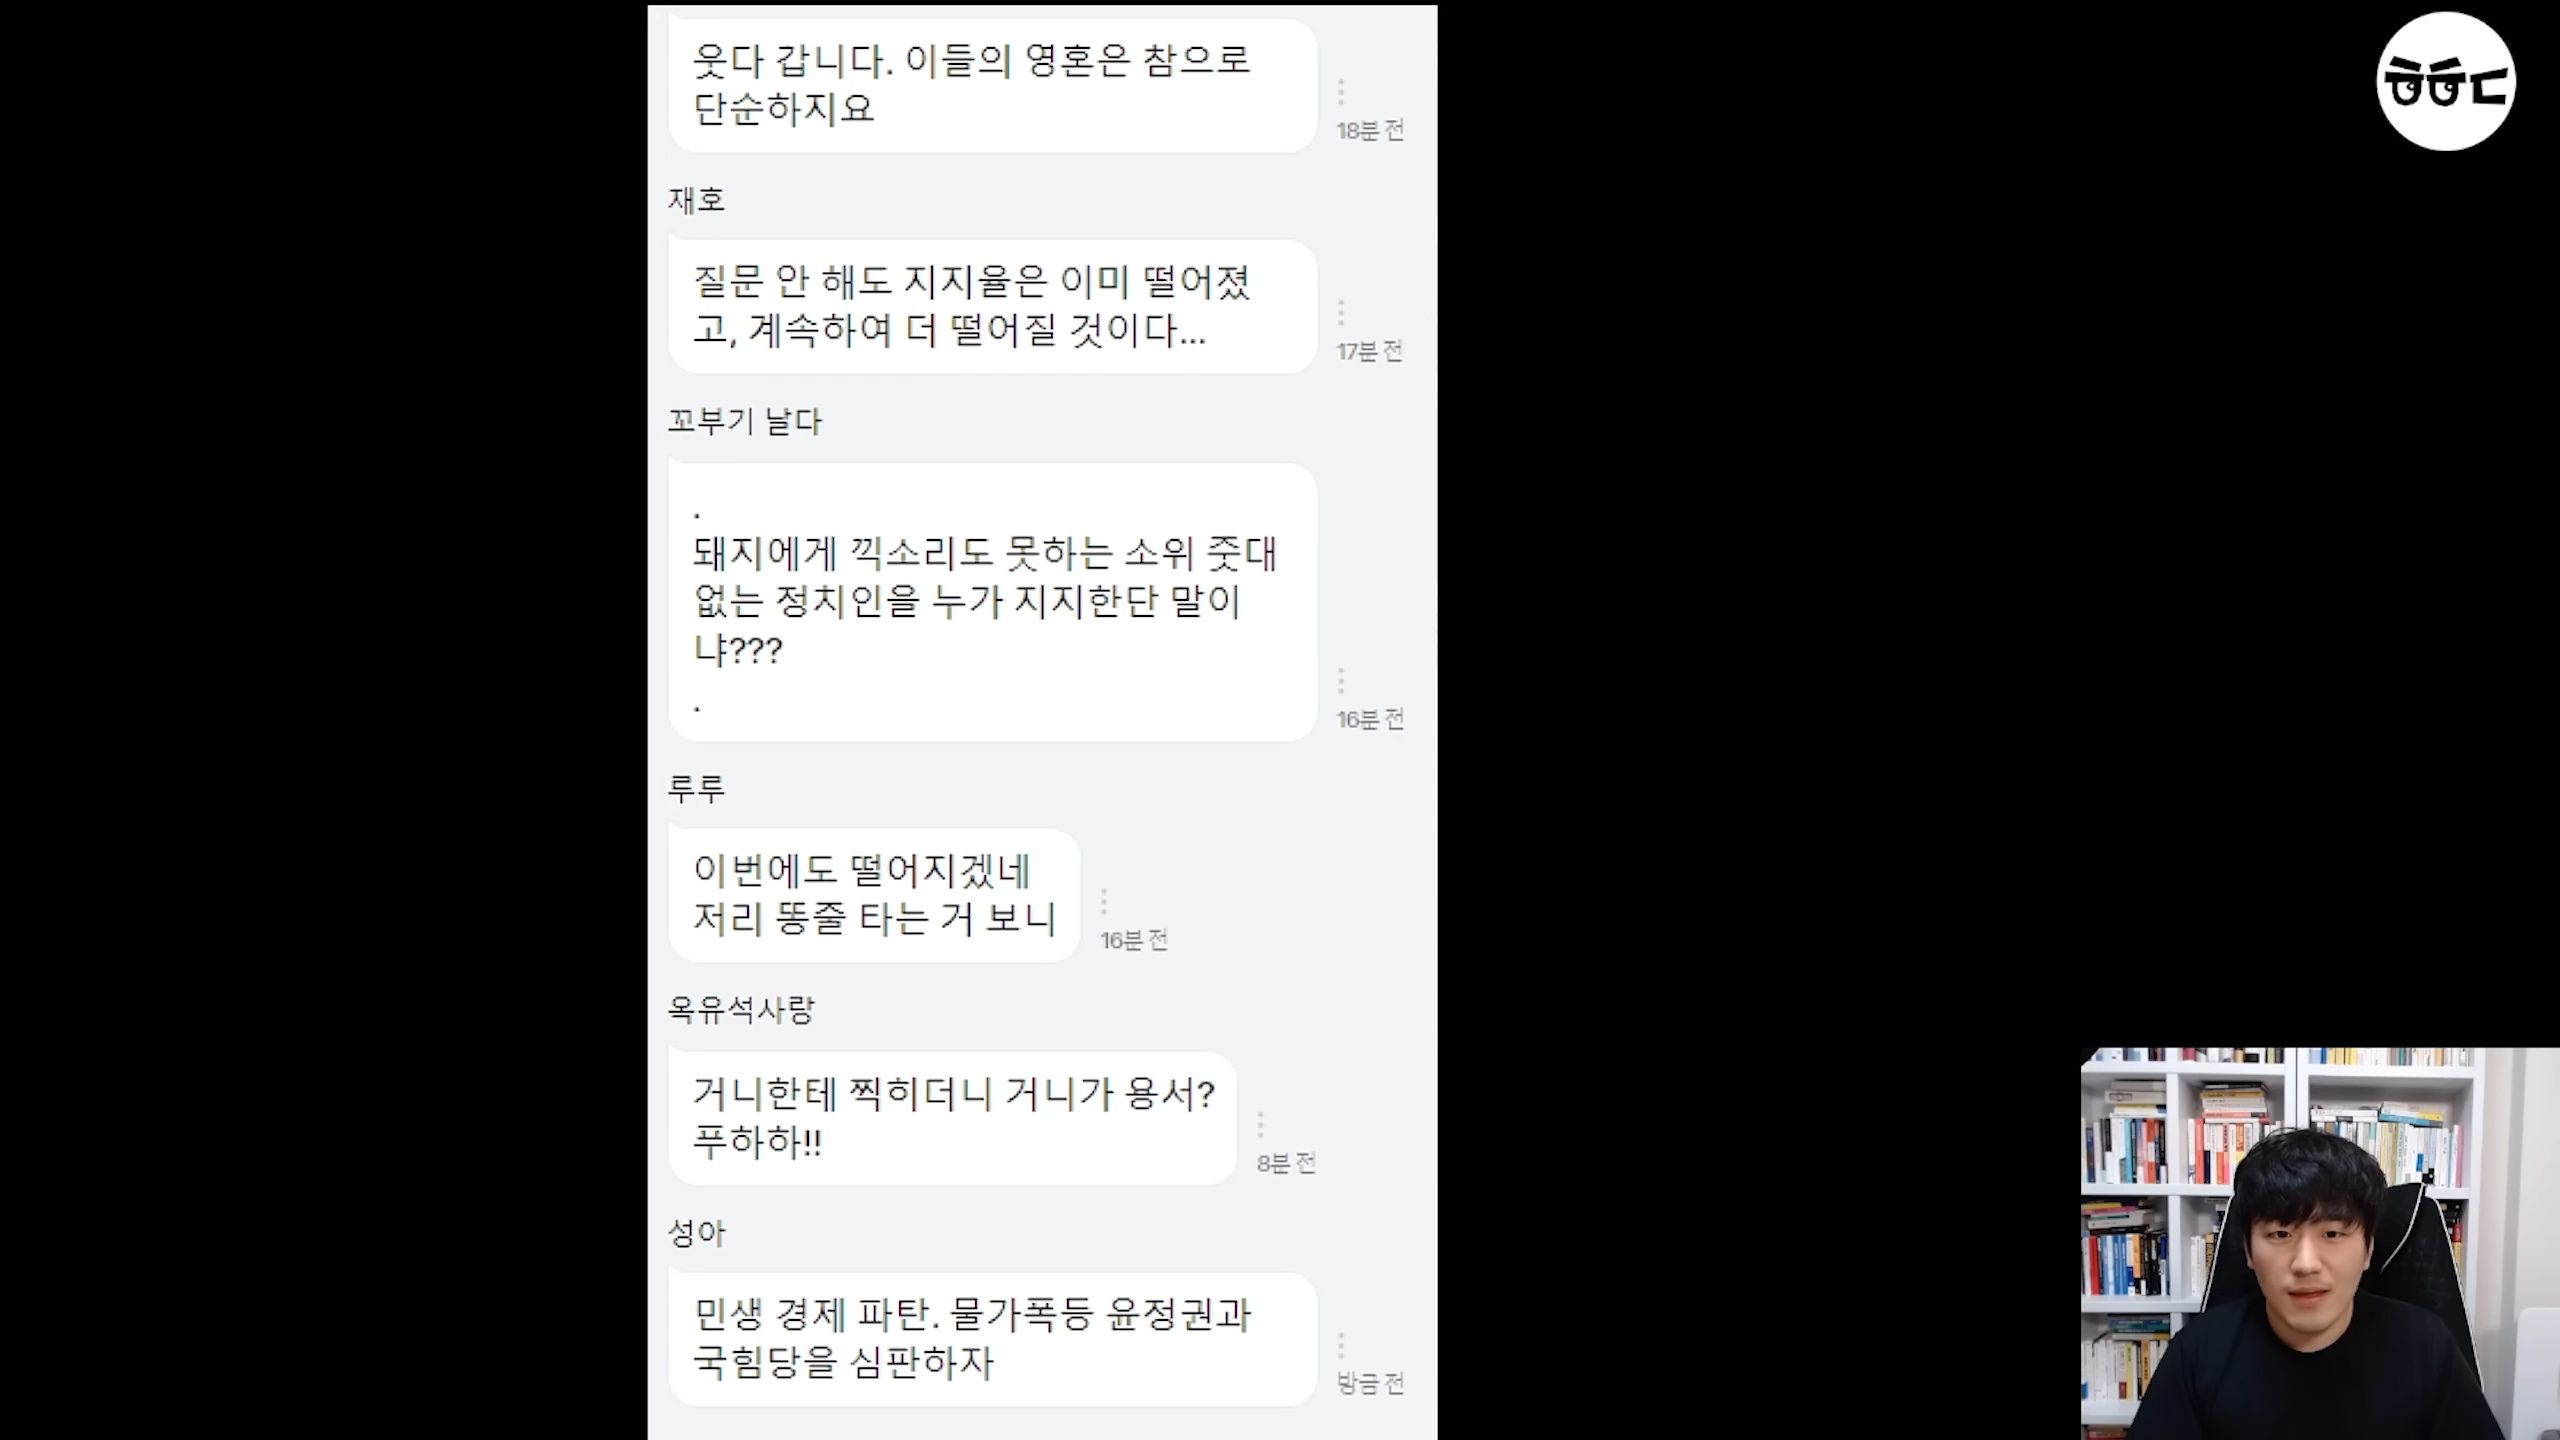 웃다 갑니다. 이들의 영혼은 참으로
단순하지요
18분 전
재호
질문 안 해도 지지율은 이미 떨어졌
고, 계속하여 더 떨어질 것이다...
17분 전
꼬부기 날다
.
돼지에게 끽소리도 못하는 소위 줏대
없는 정치인을 누가 지지한단 말이
냐???
.
16분 전
루루
이번에도 떨어지겠네
저리 똥줄 타는 거 보니
16분 전
옥유석사랑
거니한테 찍히더니 거니가 용서?
푸하하!!
8분 전
성아
민생 경제 파탄. 물가폭등 윤정권과
국힘당을 심판하자
방금 전